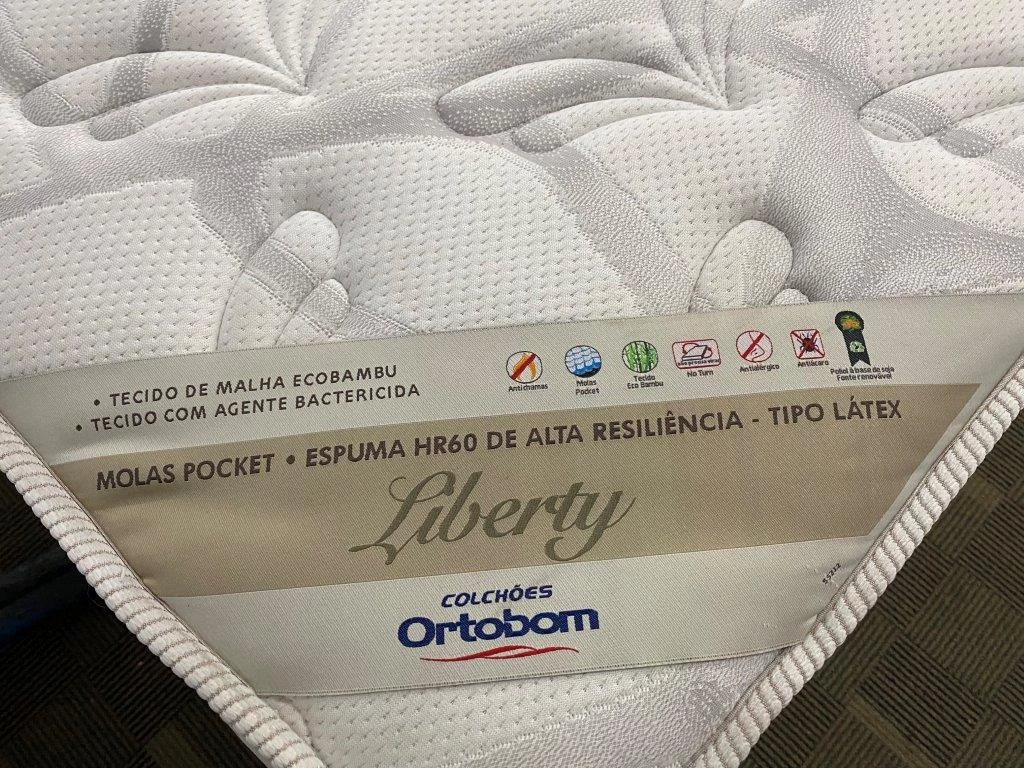 • TECIDO DE MALHA ECOBAMBU
• TECIDO COM AGENTE BACTERICIDA
Antichamas
Molas
Pocket
Tecido
Eco Bambu
No Turn
Antialérgico
Antiácaro
Poliol à base de soja
Fonte renovável
MOLAS POCKET • ESPUMA HR60 DE ALTA RESILIÊNCIA - TIPO LÁTEX
Liberty
COLCHÕES
Ortobom